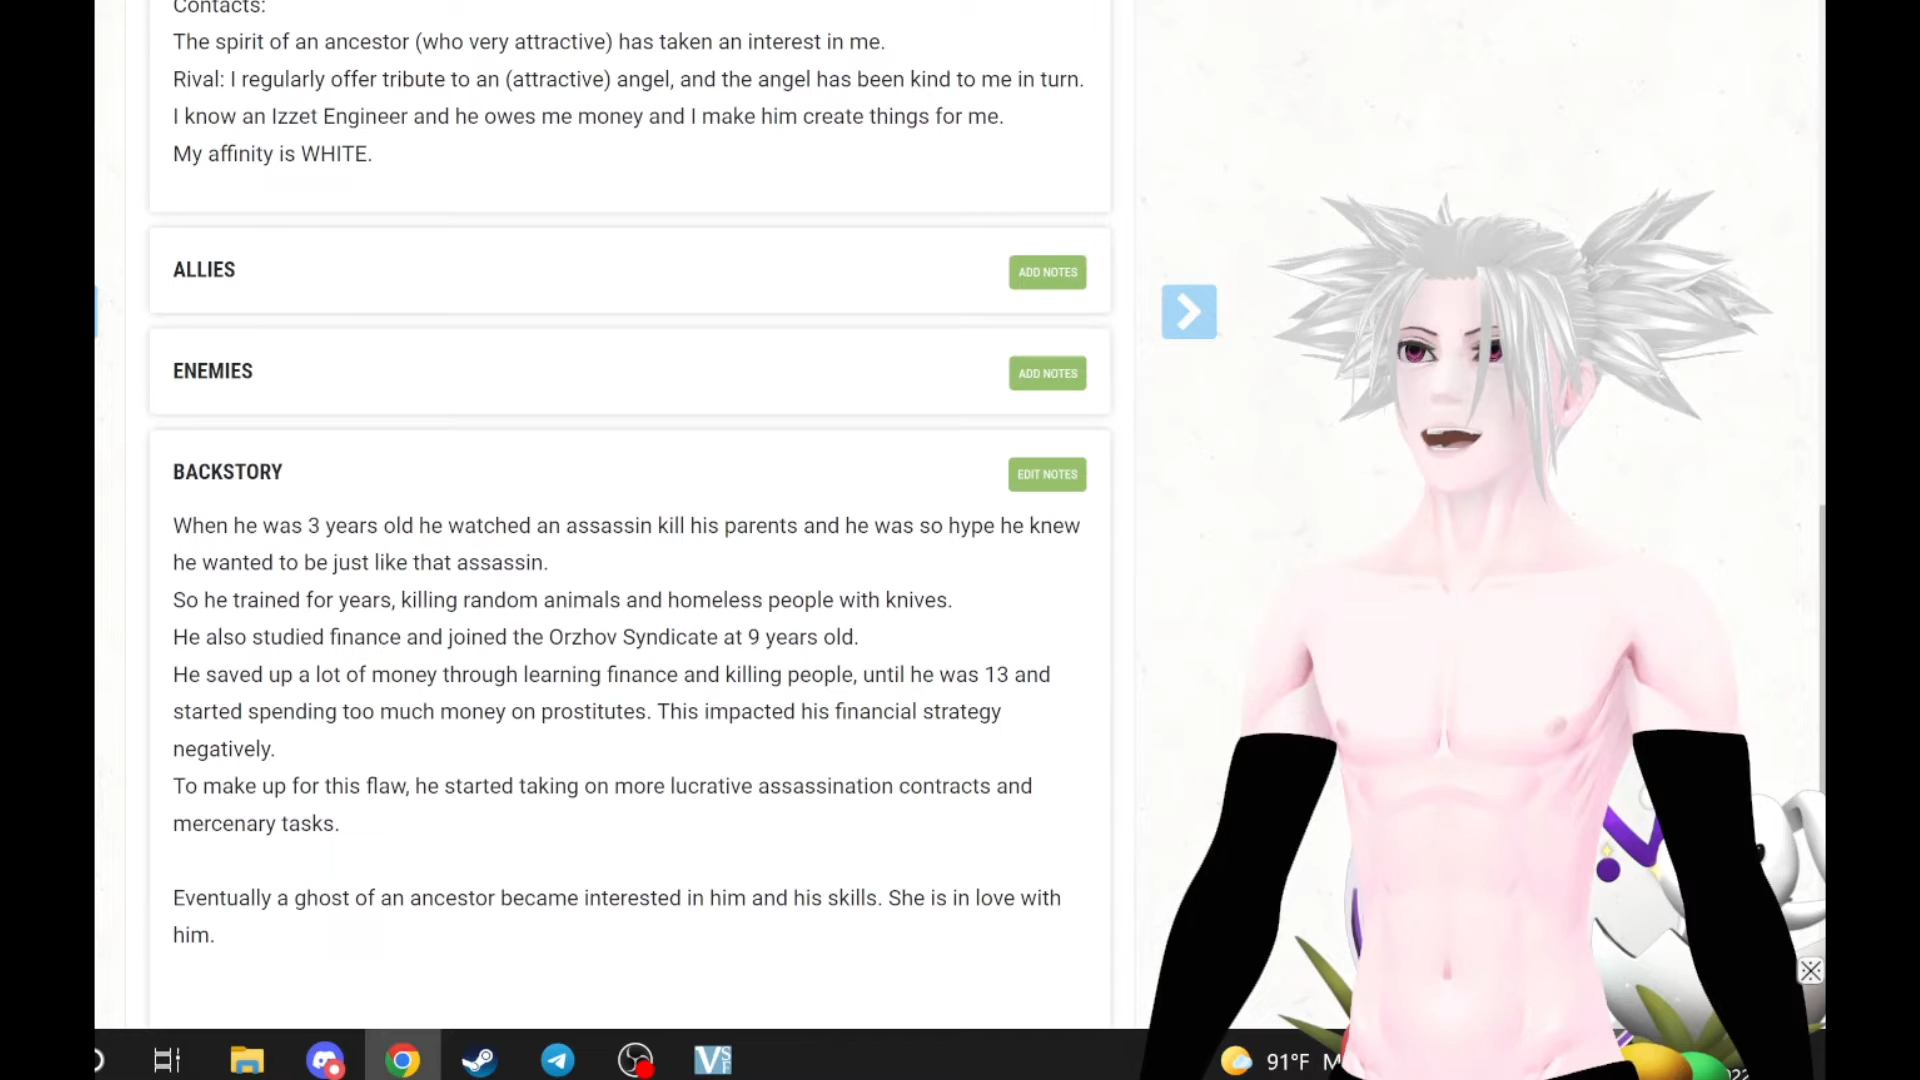 Contacts:
The spirit of an ancestor (who very attractive) has taken an interest in me.
Rival: I regularly offer tribute to an (attractive) angel, and the angel has been kind to me in turn.
I know an Izzet Engineer and he owes me money and I make him create things for me.
My affinity is WHITE.
ALLIES
ADD NOTES
ENEMIES
ADD NOTES
BACKSTORY
EDIT NOTES
When he was 3 years old he watched an assassin kill his parents and he was so hype he knew
he wanted to be just like that assassin.
So he trained for years, killing random animals and homeless people with knives.
He also studied finance and joined the Orzhov Syndicate at 9 years old.
He saved up a lot of money through learning finance and killing people, until he was 13 and
started spending too much money on prostitutes. This impacted his financial strategy
negatively.
To make up for this flaw, he started taking on more lucrative assassination contracts and
mercenary tasks.
Eventually a ghost of an ancestor became interested in him and his skills. She is in love with
him.
91°F M